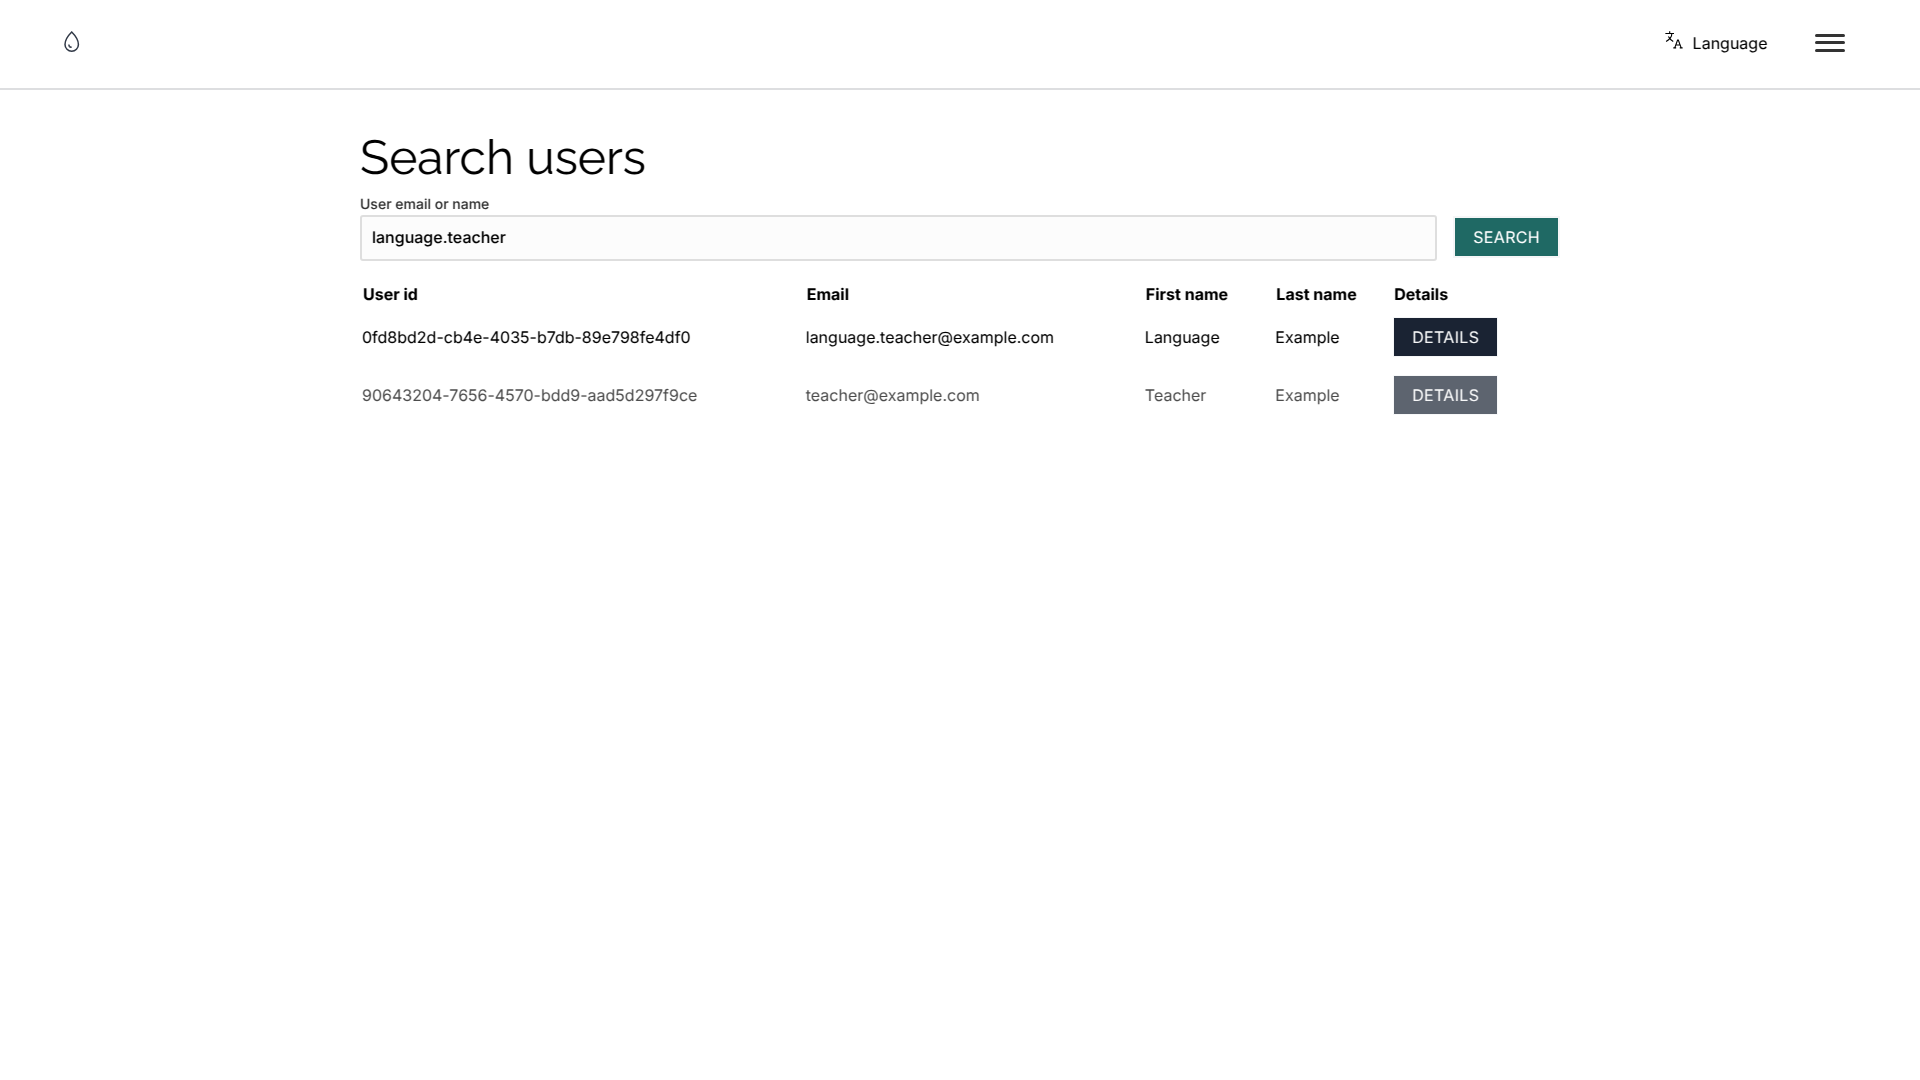 Language
Search users
User email or name
language.teacher
SEARCH
User id Email First name Last name Details
0fd8bd2d-cb4e-4035-b7db-89e798fe4df0 language.teacher@example.com Language Example DETAILS
90643204-7656-4570-bdd9-aad5d297f9ce teacher@example.com Teacher Example DETAILS